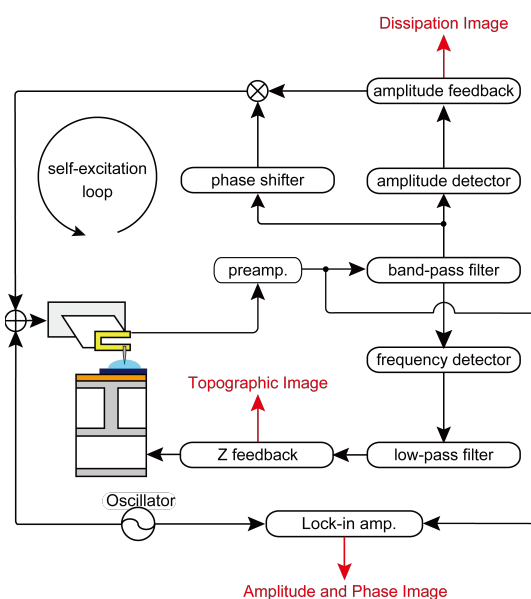 Dissipation Image
amplitude feedback
self-excitation
loop
phase shifter
amplitude detector
preamp.
band-pass filter
frequency detector
Topographic Image
Z feedback
low-pass filter
Oscillator
Lock-in amp.
Amplitude and Phase Image